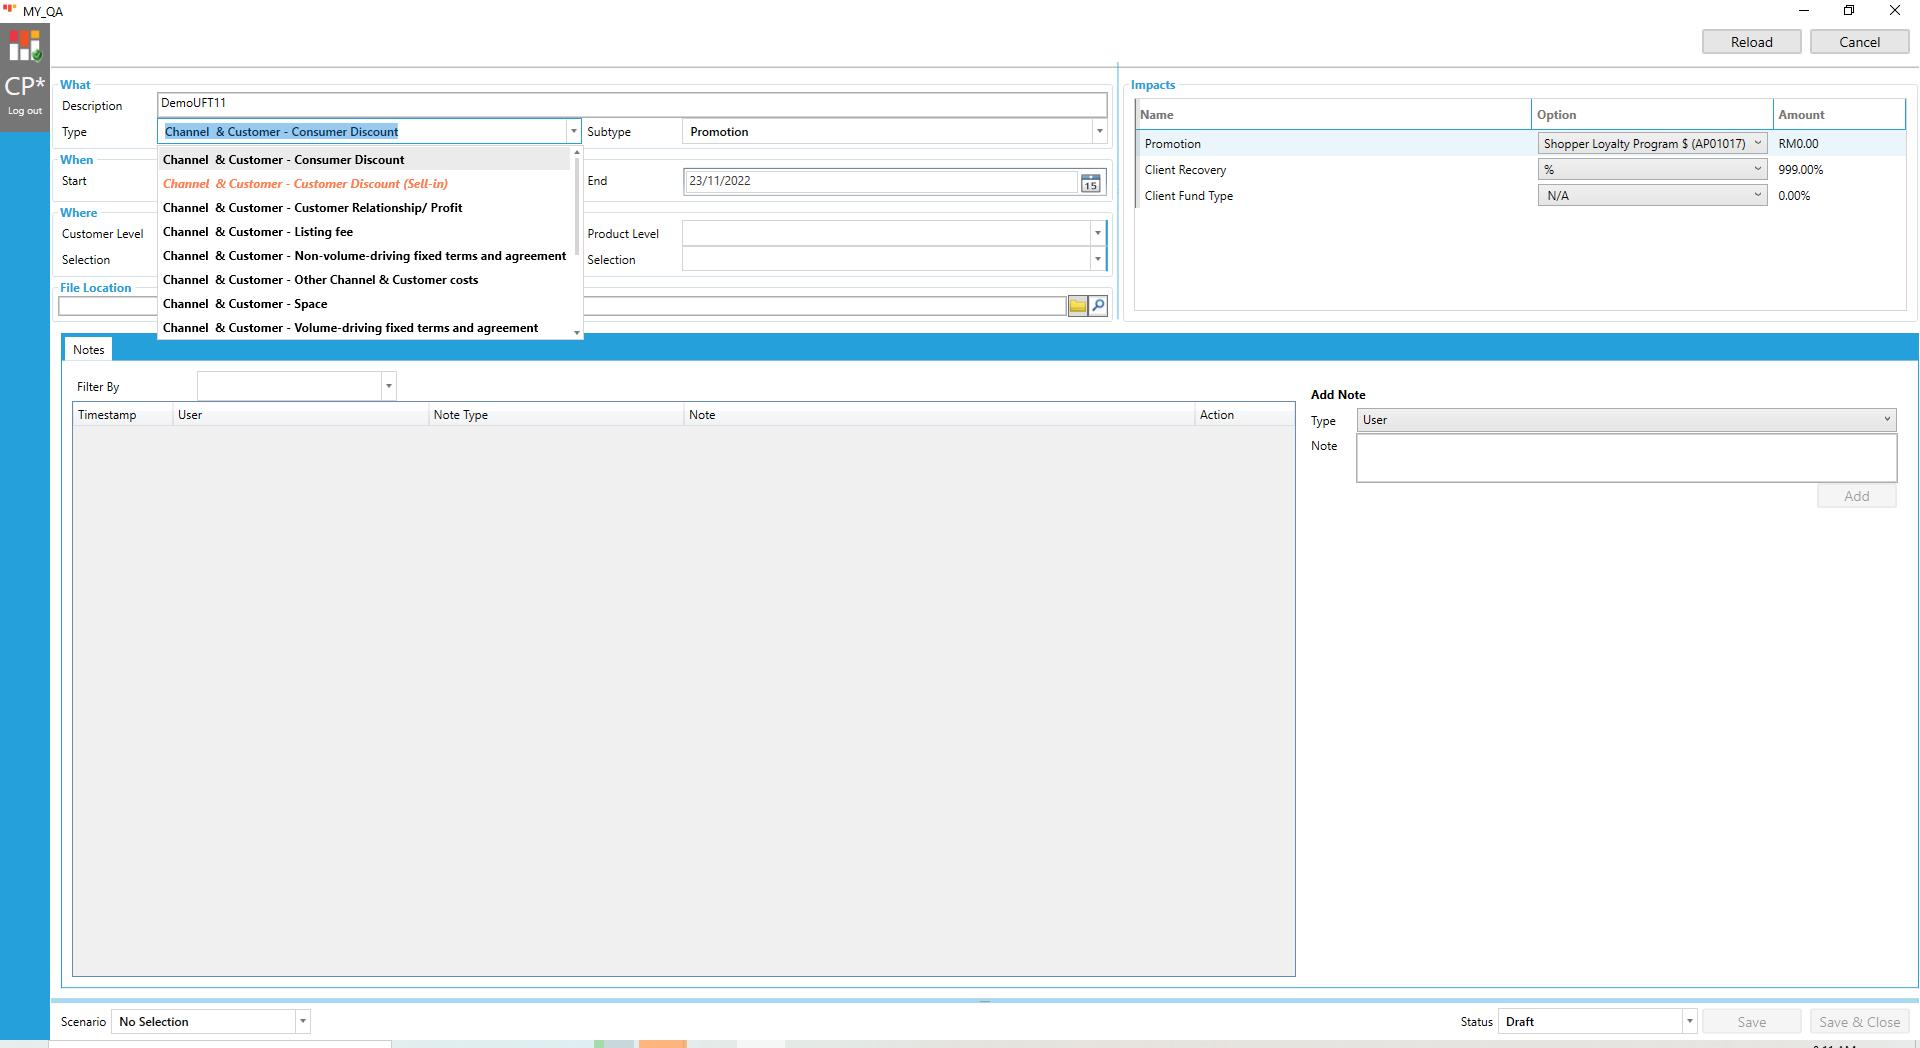 MY_QA
CP*
Log out
Reload
Cancel
What
Description
DemoUFT11
Type
Channel & Customer - Consumer Discount
Subtype
Promotion
Channel & Customer - Consumer Discount
Channel & Customer - Customer Discount (Sell-in)
Channel & Customer - Customer Relationship/ Profit
Channel & Customer - Listing fee
Channel & Customer - Non-volume-driving fixed terms and agreement
Channel & Customer - Other Channel & Customer costs
Channel & Customer - Space
Channel & Customer - Volume-driving fixed terms and agreement
When
Start
End
23/11/2022
15
Where
Customer Level
Product Level
Selection
Selection
File Location
Impacts
Name Option Amount
Promotion Shopper Loyalty Program $ (AP01017) RM0.00
Client Recovery % 999.00%
Client Fund Type N/A 0.00%
Notes
Filter By
Timestamp User Note Type Note Action
Add Note
Type User
Note
Add
Scenario No Selection
Status Draft
Save
Save & Close